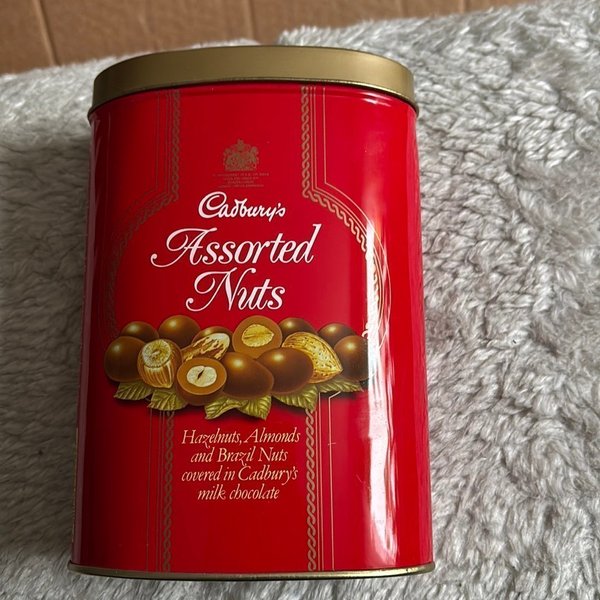 Cadbury's
Assorted
Nuts
Hazelnuts, Almonds
and Brazil Nuts
covered in Cadbury's
milk chocolate